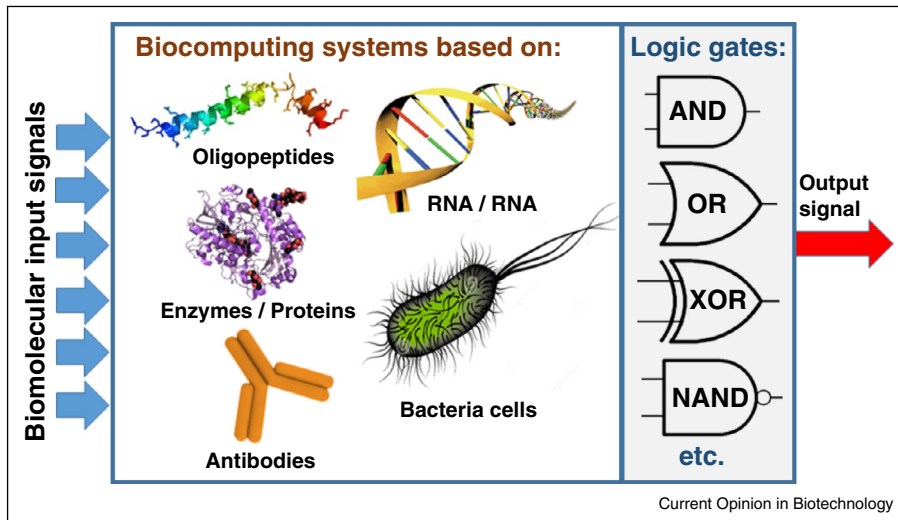 Biomolecular input signals
Biocomputing systems based on:
Oligopeptides
RNA / RNA
Enzymes / Proteins
Bacteria cells
Antibodies
Logic gates:
AND
OR
XOR
NAND
etc.
Output
signal
Current Opinion in Biotechnology